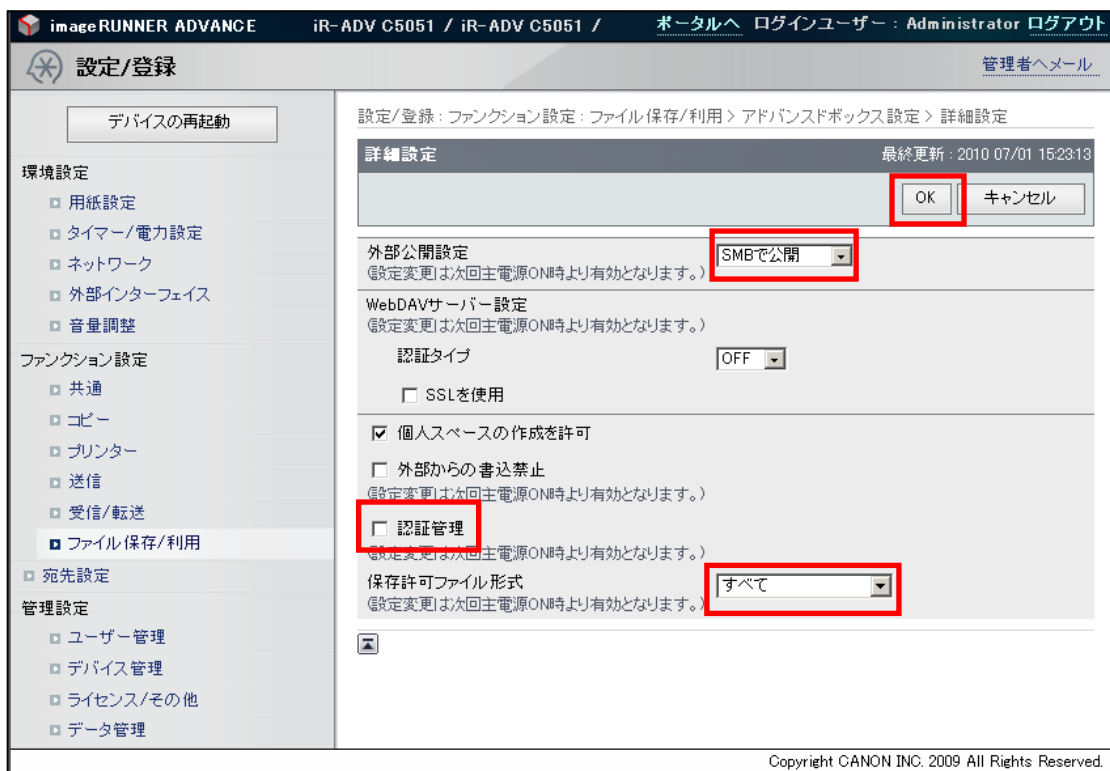 imageRUNNER ADVANCE iR-ADV C5051 / iR-ADV C5051 / ポータルへ ログインユーザー : Administrator ログアウト
設定/登録 管理者へメール
デバイスの再起動
環境設定
用紙設定
タイマー/電力設定
ネットワーク
外部インターフェイス
音量調整
ファンクション設定
共通
コピー
プリンター
送信
受信/転送
ファイル保存/利用
宛先設定
管理設定
ユーザー管理
デバイス管理
ライセンス/その他
データ管理
設定/登録 : ファンクション設定 : ファイル保存/利用 > アドバンスドボックス設定 > 詳細設定
詳細設定 最終更新 : 2010 07/01 15:23:13
OK キャンセル
外部公開設定 SMBで公開
(設定変更は次回主電源ON時より有効となります。)
WebDAVサーバー設定
(設定変更は次回主電源ON時より有効となります。)
認証タイプ OFF
SSLを使用
個人スペースの作成を許可
外部からの書込禁止
(設定変更は次回主電源ON時より有効となります。)
認証管理
(設定変更は次回主電源ON時より有効となります。)
保存許可ファイル形式 すべて
(設定変更は次回主電源ON時より有効となります。)
Copyright CANON INC. 2009 All Rights Reserved.